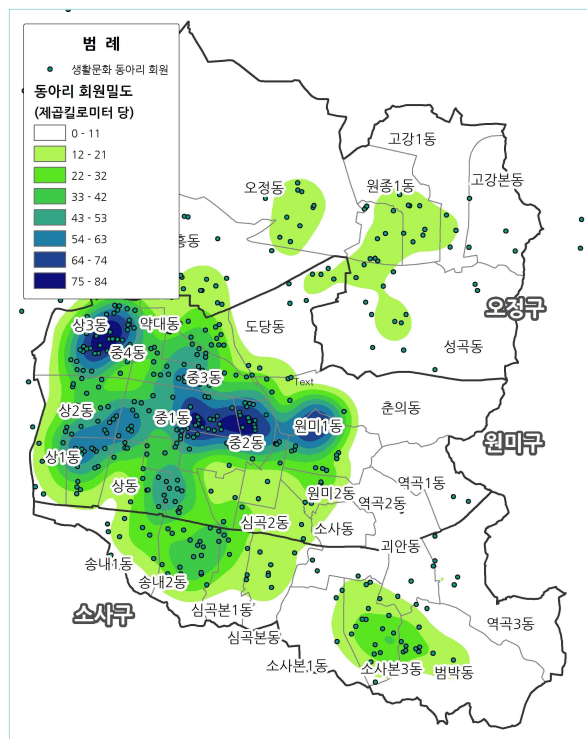 범 례
생활문화 동아리 회원
동아리 회원밀도
(제곱킬로미터 당)
0 - 11
12 - 21
22 - 32
33 - 42
43 - 53
54 - 63
64 - 74
75 - 84
고강1동
오정동
원종1동
고강본동
흥동
오정구
상3동
약대동
도당동
중4동
성곡동
중3동
Text
상2동
중1동
춘의동
원미1동
중2동
원미구
상1동
상동
원미2동
역곡1동
역곡2동
심곡2동
소사동
괴안동
송내1동
송내2동
소사구
심곡본1동
역곡3동
심곡본동
소사본1동
소사본3동
범박동